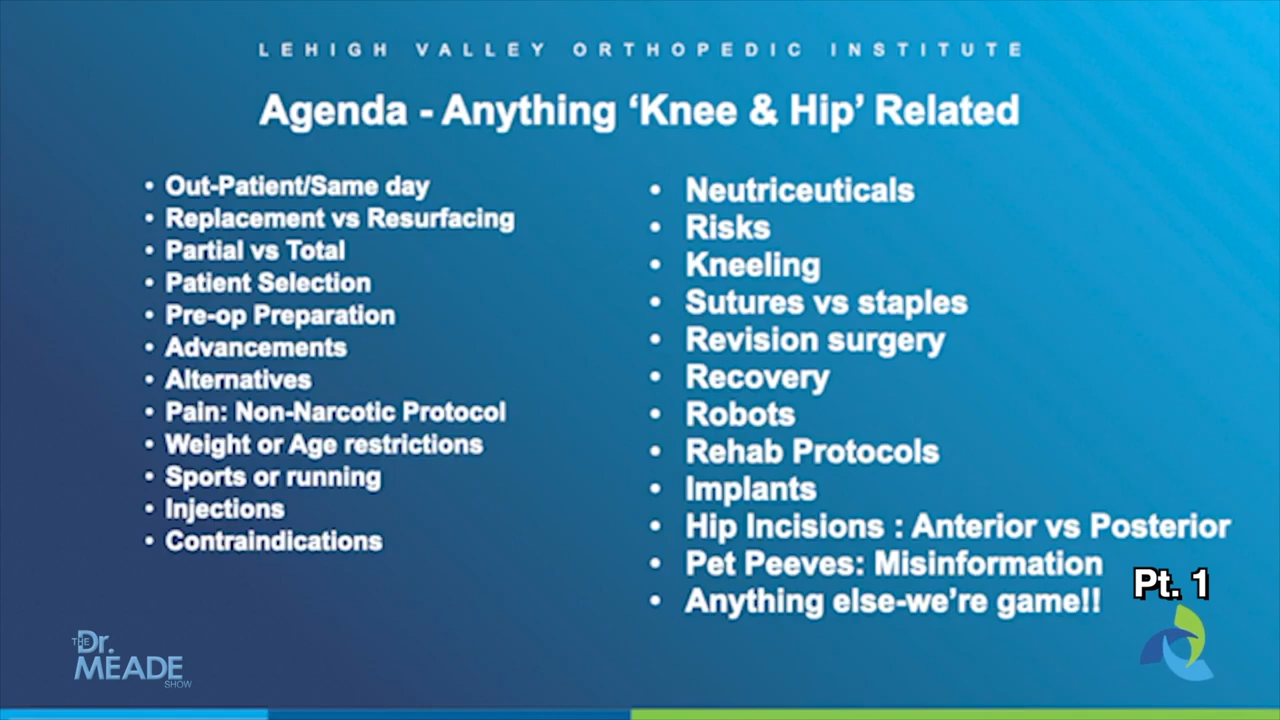 LEHIGH VALLEY ORTHOPEDIC INSTITUTE
Agenda - Anything ‘Knee & Hip’ Related
• Out-Patient/Same day
• Replacement vs Resurfacing
• Partial vs Total
• Patient Selection
• Pre-op Preparation
• Advancements
• Alternatives
• Pain: Non-Narcotic Protocol
• Weight or Age restrictions
• Sports or running
• Injections
• Contraindications
• Neutriceuticals
• Risks
• Kneeling
• Sutures vs staples
• Revision surgery
• Recovery
• Robots
• Rehab Protocols
• Implants
• Hip Incisions : Anterior vs Posterior
• Pet Peeves: Misinformation
• Anything else-we’re game!!
Pt. 1
THE Dr.
MEADE
SHOW